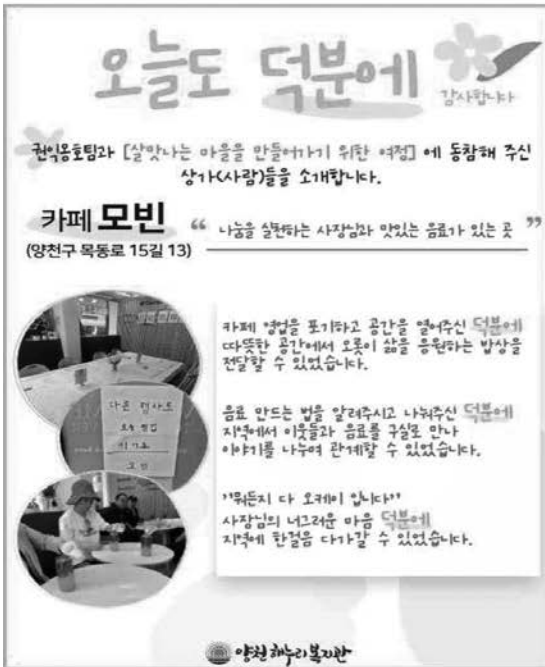 오늘도 덕분에
감사합니다
권익옹호팀과 [살맛나는 마을을 만들어가기 위한 여정] 에 동참해 주신
상가(사람)들을 소개합니다.
카페 모빈
“ 나눔을 실천하는 사장님과 맛있는 음료가 있는 곳 ”
(양천구 목동로 15길 13)
카페 영업을 포기하고 공간을 열어주신 덕분에
따뜻한 공간에서 오롯이 삶을 응원하는 밥상을
전달할 수 있었습니다.
음료 만드는 법을 알려주시고 나눠주신 덕분에
지역에서 이웃들과 음료를 구실로 만나
이야기를 나누며 관계할 수 있었습니다.
"뭐든지 다 오케이 입니다"
사장님의 너그러운 마음 덕분에
지역에 한걸음 다가갈 수 있었습니다.
양천해누리복지관